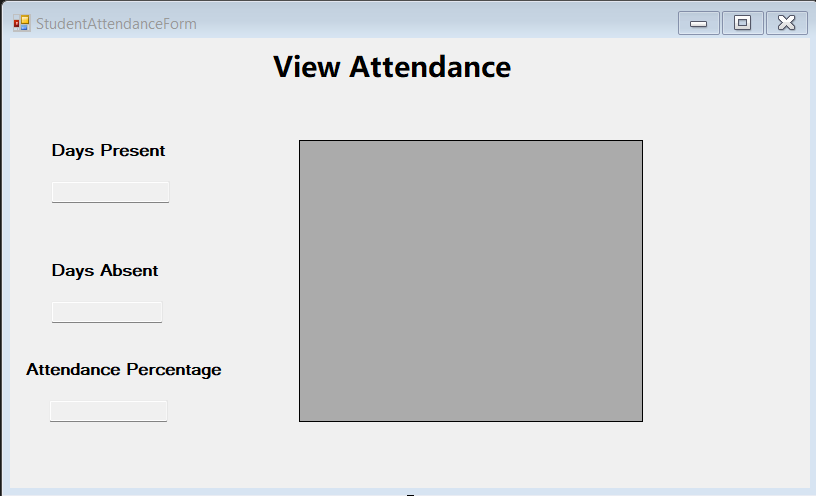 StudentAttendanceForm
View Attendance
Days Present
Days Absent
Attendance Percentage